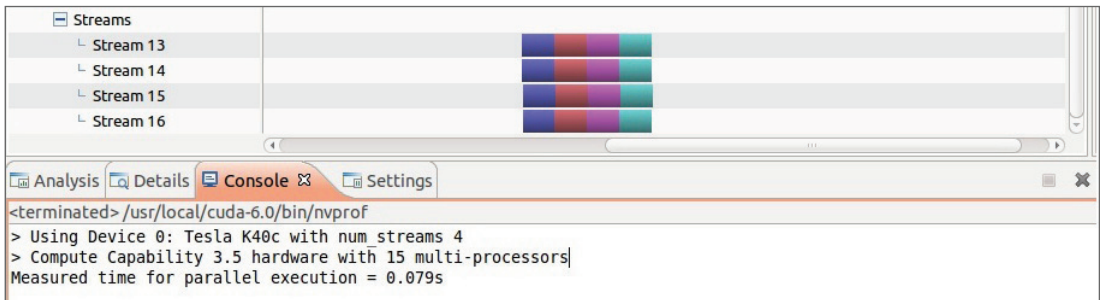 Streams
Stream 13
Stream 14
Stream 15
Stream 16
Analysis Details Console Settings
<terminated> /usr/local/cuda-6.0/bin/nvprof
> Using Device 0: Tesla K40c with num_streams 4
> Compute Capability 3.5 hardware with 15 multi-processors
Measured time for parallel execution = 0.079s